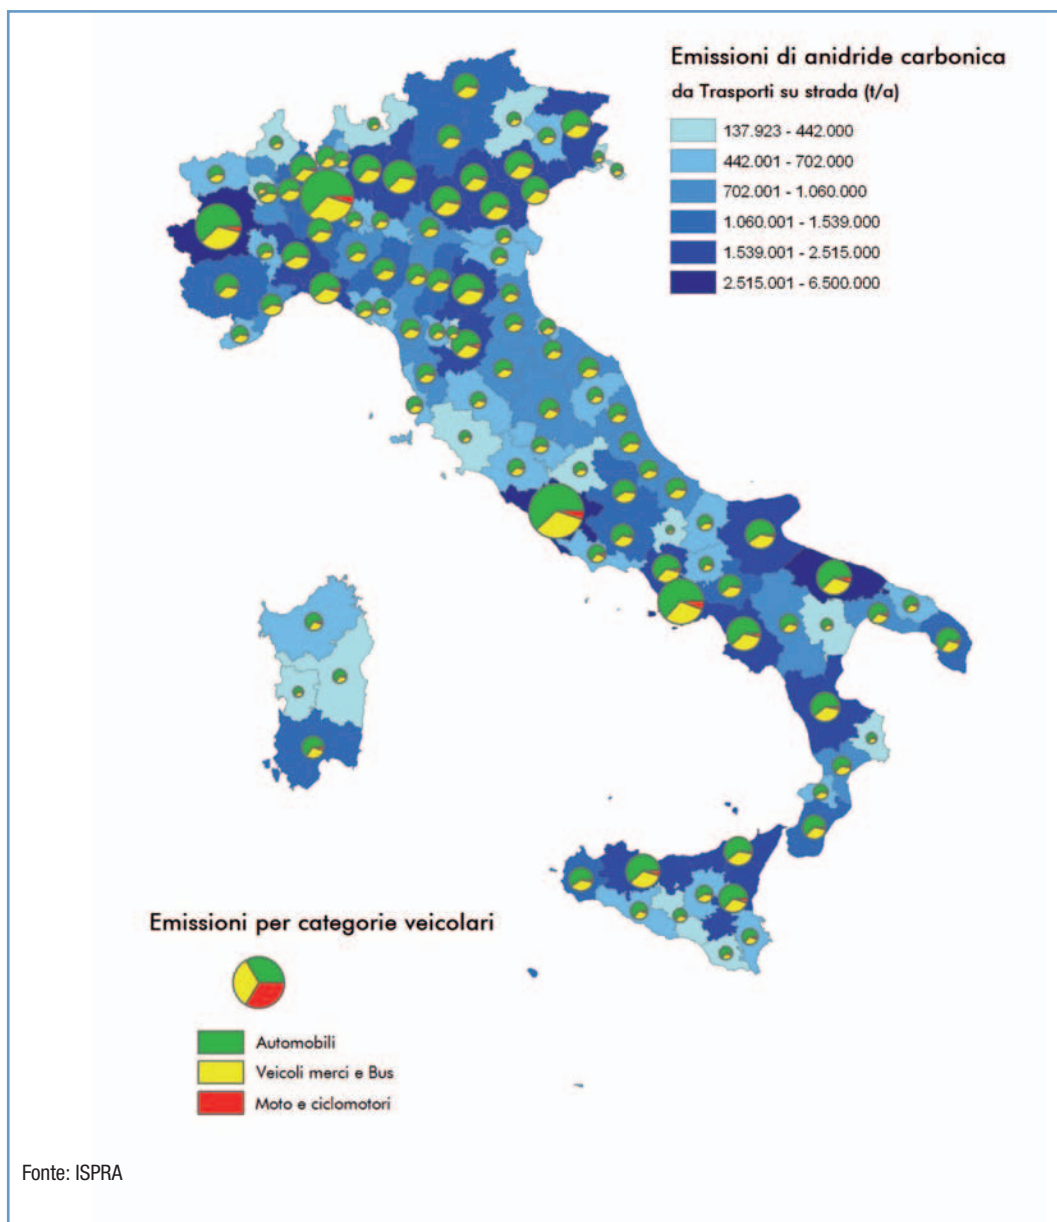 Emissioni di anidride carbonica
da Trasporti su strada (t/a)
137.923 - 442.000
442.001 - 702.000
702.001 - 1.060.000
1.060.001 - 1.539.000
1.539.001 - 2.515.000
2.515.001 - 6.500.000
Emissioni per categorie veicolari
Automobili
Veicoli merci e Bus
Moto e ciclomotori
Fonte: ISPRA